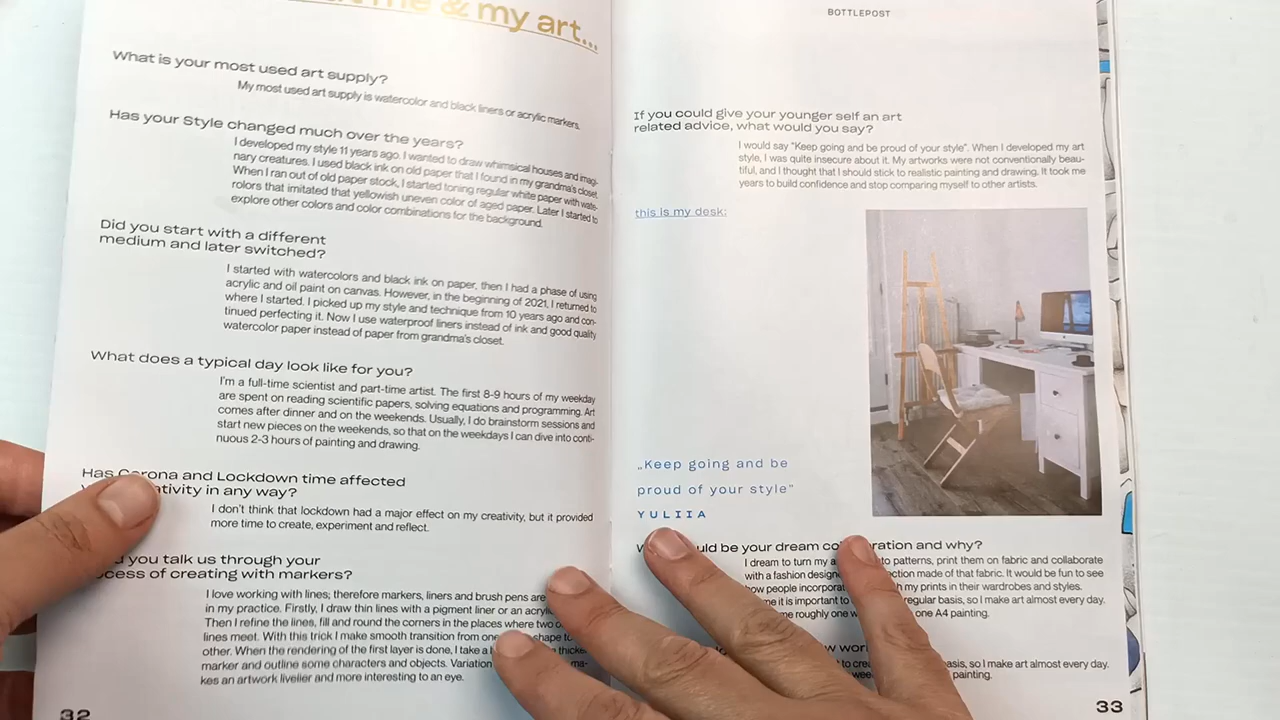 me & my art...
What is your most used art supply?
My most used art supply is watercolor and black liners or acrylic markers.
Has your Style changed much over the years?
I developed my style 11 years ago. I wanted to draw whimsical houses and imagi-
nary creatures. I used black ink on old paper that I found in my grandma's closet.
When I ran out of old paper stock, I started toning regular white paper with wate-
rolors that imitated that yellowish uneven color of aged paper. Later I started to
explore other colors and color combinations for the background.
Did you start with a different
medium and later switched?
I started with watercolors and black ink on paper, then I had a phase of using
acrylic and oil paint on canvas. However, in the beginning of 2021, I returned to
where I started. I picked up my style and technique from 10 years ago and con-
tinued perfecting it. Now I use waterproof liners instead of ink and good quality
watercolor paper instead of paper from grandma's closet.
What does a typical day look like for you?
I'm a full-time scientist and part-time artist. The first 8-9 hours of my weekday
are spent on reading scientific papers, solving equations and programming. Art
comes after dinner and on the weekends. Usually, I do brainstorm sessions and
start new pieces on the weekends, so that on the weekdays I can dive into conti-
nuous 2-3 hours of painting and drawing.
Has Corona and Lockdown time affected
in any way?
I don't think that lockdown had a major effect on my creativity, but it provided
more time to create, experiment and reflect.
you talk us through your
of creating with markers?
I love working with lines; therefore markers, liners and brush pens are
in my practice. Firstly, I draw thin lines with a pigment liner or an
Then I refine the lines, fill and round the corners in the places where two
lines meet. With this trick I make smooth transition from one shape to
other. When the rendering of the first layer is done, I take a thicke
marker and outline some characters and objects. Variation ma-
kes an artwork livelier and more interesting to an eye.
32
BOTTLEPOST
If you could give your younger self an art
related advice, what would you say?
I would say "Keep going and be proud of your style". When I developed my art
style, I was quite insecure about it. My artworks were not conventionally beau-
tiful, and I thought that I should stick to realistic painting and drawing. It took me
years to build confidence and stop comparing myself to other artists.
this is my desk:
„Keep going and be
proud of your style"
YULIIA
be your dream and why?
I dream to turn my into patterns, print them on fabric and collaborate
with a fashion made of that fabric. It would be fun to see
how people my prints in their wardrobes and styles.
it is important to regular basis, so I make art almost every day.
roughly one one A4 painting.
to so I make art almost every day.
painting.
33